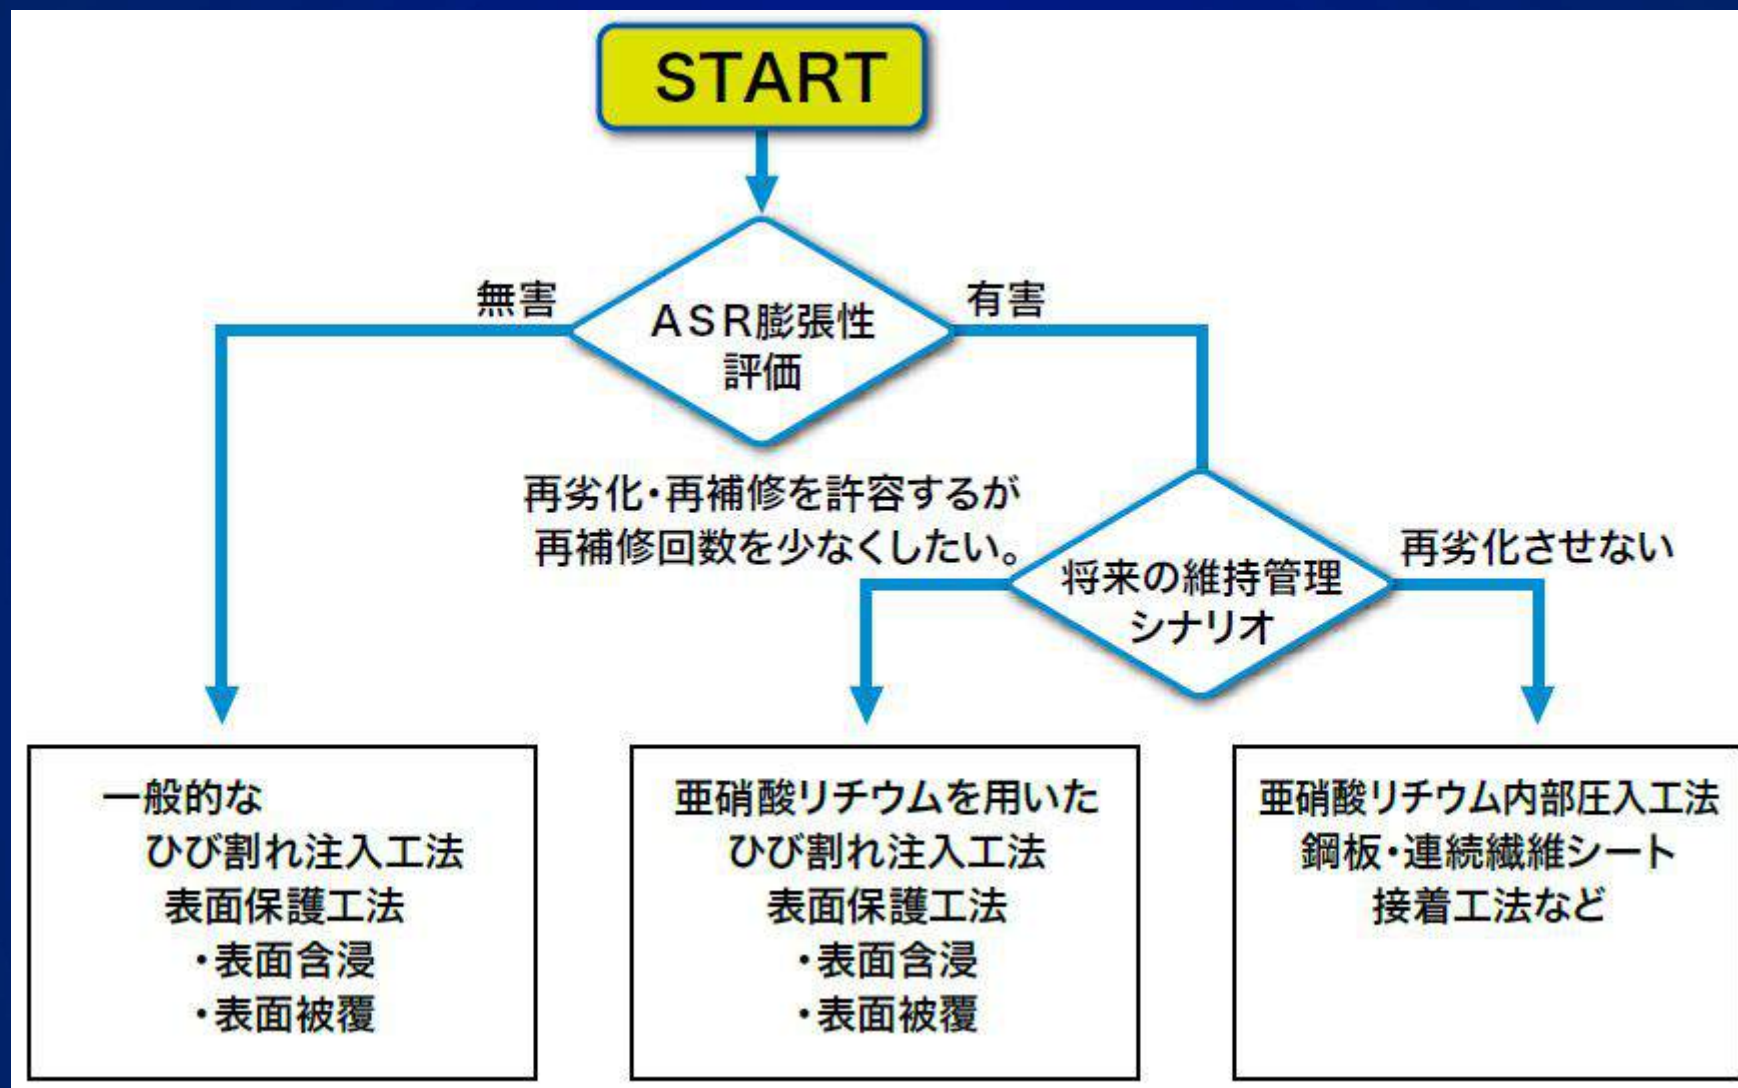 START
無害
有害
ASR膨張性
評価
再劣化・再補修を許容するが
再補修回数を少なくしたい。
将来の維持管理
シナリオ
再劣化させない
一般的な
ひび割れ注入工法
表面保護工法
・表面含浸
・表面被覆
亜硝酸リチウムを用いた
ひび割れ注入工法
表面保護工法
・表面含浸
・表面被覆
亜硝酸リチウム内部圧入工法
鋼板・連続繊維シート
接着工法など